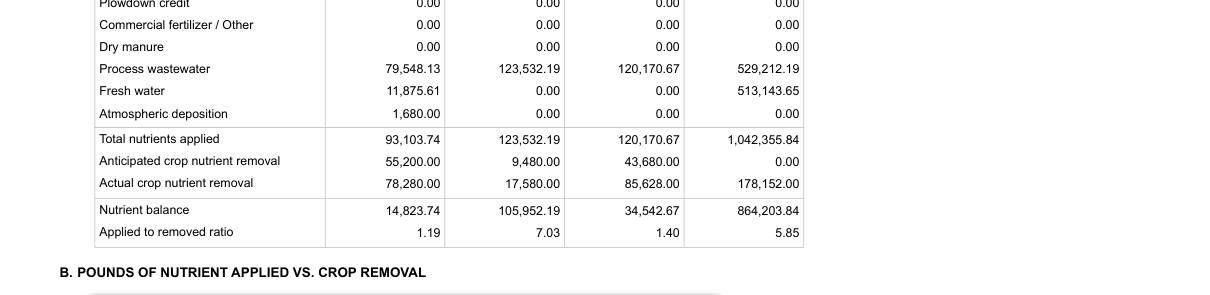 Plowdown credit 0.00 0.00 0.00 0.00
Commercial fertilizer / Other 0.00 0.00 0.00 0.00
Dry manure 0.00 0.00 0.00 0.00
Process wastewater 79,548.13 123,532.19 120,170.67 529,212.19
Fresh water 11,875.61 0.00 0.00 513,143.65
Atmospheric deposition 1,680.00 0.00 0.00 0.00
Total nutrients applied 93,103.74 123,532.19 120,170.67 1,042,355.84
Anticipated crop nutrient removal 55,200.00 9,480.00 43,680.00 0.00
Actual crop nutrient removal 78,280.00 17,580.00 85,628.00 178,152.00
Nutrient balance 14,823.74 105,952.19 34,542.67 864,203.84
Applied to removed ratio 1.19 7.03 1.40 5.85
B. POUNDS OF NUTRIENT APPLIED VS. CROP REMOVAL